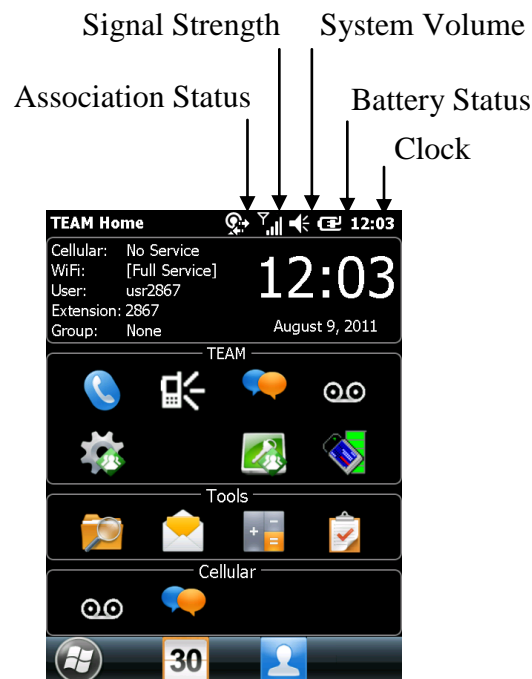 Signal Strength System Volume
Association Status Battery Status
Clock
TEAM Home 12:03
Cellular: No Service
WiFi: [Full Service]
User: usr2867
Extension: 2867
Group: None
12:03
August 9, 2011
TEAM
Tools
Cellular
30